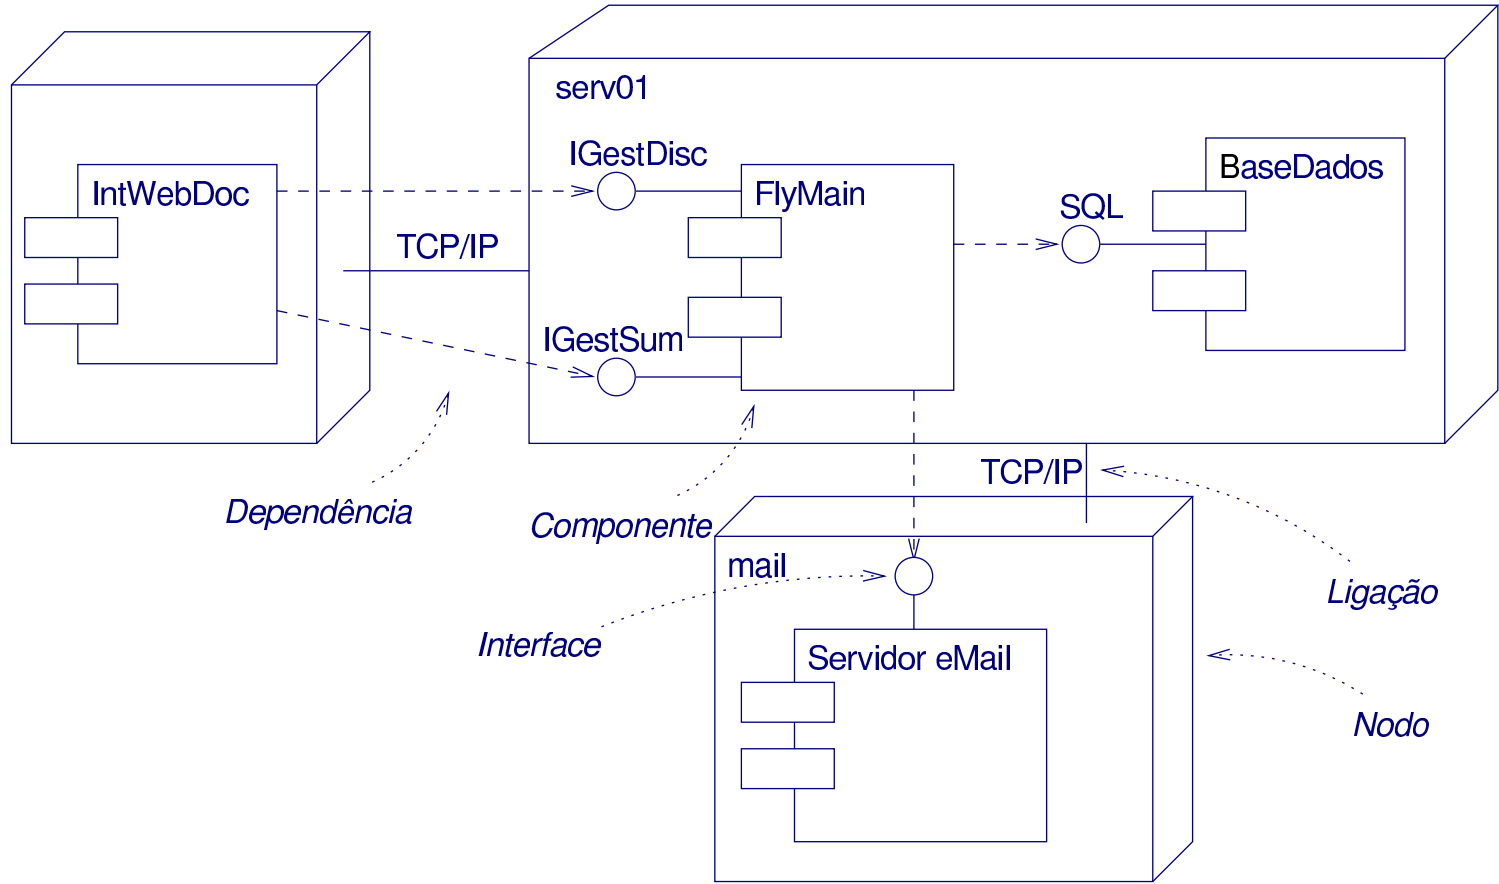 serv01
IGestDisc
IntWebDoc
FlyMain
BaseDados
SQL
TCP/IP
IGestSum
TCP/IP
Dependência
Componente
mail
Ligação
Interface
Servidor eMail
Nodo